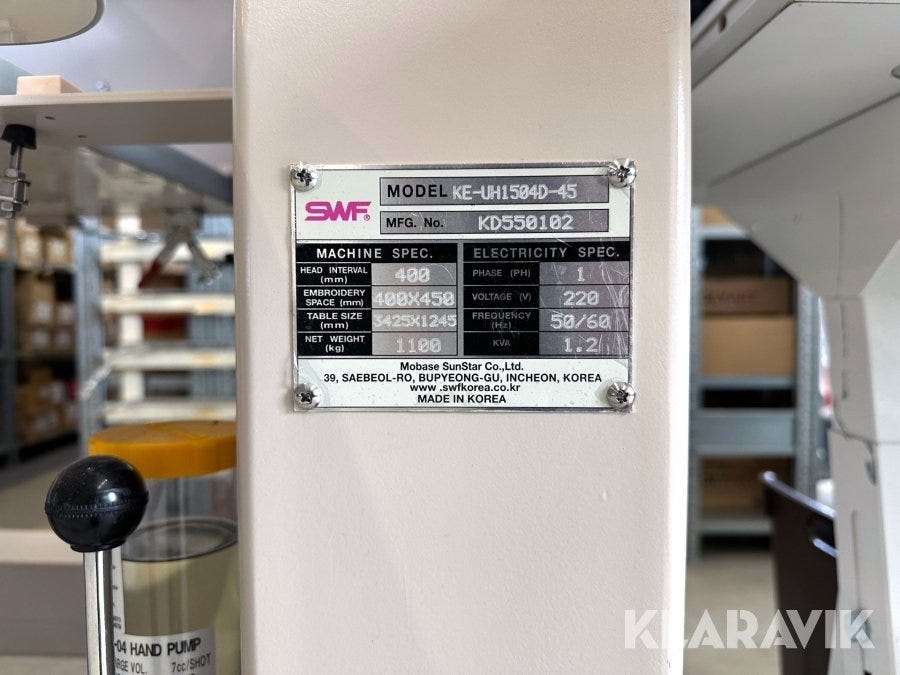 SWF®
MODEL KE-UH1504D-45
MFG. No. KD550102
MACHINE SPEC.
HEAD INTERVAL (mm) 400
EMBROIDERY SPACE (mm) 400X450
TABLE SIZE (mm) 3425X1245
NET WEIGHT (kg) 1100
ELECTRICITY SPEC.
PHASE (PH) 1
VOLTAGE (V) 220
FREQUENCY (Hz) 50/60
KVA 1.2
Mobase SunStar Co.,Ltd.
39, SAEBEOL-RO, BUPYEONG-GU, INCHEON, KOREA
www.swfkorea.co.kr
MADE IN KOREA
-04 HAND PUMP
ARGE VOL. 7cc/SHOT
KLARAVIK